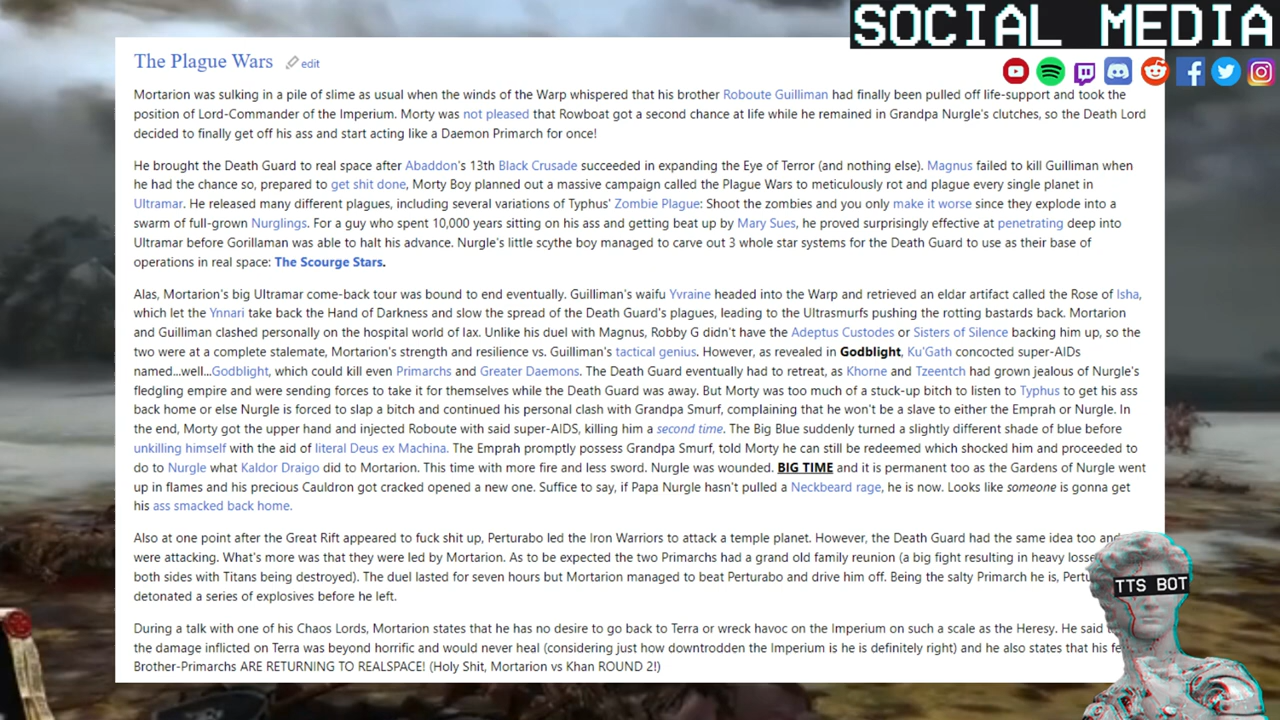 SOCIAL MEDIA
The Plague Wars edit
Mortarion was sulking in a pile of slime as usual when the winds of the Warp whispered that his brother Roboute Guilliman had finally been pulled off life-support and took the
position of Lord-Commander of the Imperium. Morty was not pleased that Rowboat got a second chance at life while he remained in Grandpa Nurgle's clutches, so the Death Lord
decided to finally get off his ass and start acting like a Daemon Primarch for once!
He brought the Death Guard to real space after Abaddon's 13th Black Crusade succeeded in expanding the Eye of Terror (and nothing else). Magnus failed to kill Guilliman when
he had the chance so, prepared to get shit done, Morty Boy planned out a massive campaign called the Plague Wars to meticulously rot and plague every single planet in
Ultramar. He released many different plagues, including several variations of Typhus' Zombie Plague: Shoot the zombies and you only make it worse since they explode into a
swarm of full-grown Nurglings. For a guy who spent 10,000 years sitting on his ass and getting beat up by Mary Sues, he proved surprisingly effective at penetrating deep into
Ultramar before Gorillaman was able to halt his advance. Nurgle's little scythe boy managed to carve out 3 whole star systems for the Death Guard to use as their base of
operations in real space: The Scourge Stars.
Alas, Mortarion's big Ultramar come-back tour was bound to end eventually. Guilliman's waifu Yvraine headed into the Warp and retrieved an eldar artifact called the Rose of Isha,
which let the Ynnari take back the Hand of Darkness and slow the spread of the Death Guard's plagues, leading to the Ultrasmurfs pushing the rotting bastards back. Mortarion
and Guilliman clashed personally on the hospital world of Iax. Unlike his duel with Magnus, Robby G didn't have the Adeptus Custodes or Sisters of Silence backing him up, so the
two were at a complete stalemate, Mortarion's strength and resilience vs. Guilliman's tactical genius. However, as revealed in Godblight, Ku'Gath concocted super-AIDs
named...well...Godblight, which could kill even Primarchs and Greater Daemons. The Death Guard eventually had to retreat, as Khorne and Tzeentch had grown jealous of Nurgle's
fledgling empire and were sending forces to take it for themselves while the Death Guard was away. But Morty was too much of a stuck-up bitch to listen to Typhus to get his ass
back home or else Nurgle is forced to slap a bitch and continued his personal clash with Grandpa Smurf, complaining that he won't be a slave to either the Emprah or Nurgle. In
the end, Morty got the upper hand and injected Roboute with said super-AIDS, killing him a second time. The Big Blue suddenly turned a slightly different shade of blue before
unkilling himself with the aid of literal Deus ex Machina. The Emprah promptly possess Grandpa Smurf, told Morty he can still be redeemed which shocked him and proceeded to
do to Nurgle what Kaldor Draigo did to Mortarion. This time with more fire and less sword. Nurgle was wounded. BIG TIME and it is permanent too as the Gardens of Nurgle went
up in flames and his precious Cauldron got cracked opened a new one. Suffice to say, if Papa Nurgle hasn't pulled a Neckbeard rage, he is now. Looks like someone is gonna get
his ass smacked back home.
Also at one point after the Great Rift appeared to fuck shit up, Perturabo led the Iron Warriors to attack a temple planet. However, the Death Guard had the same idea too and
were attacking. What's more was that they were led by Mortarion. As to be expected the two Primarchs had a grand old family reunion (a big fight resulting in heavy
both sides with Titans being destroyed). The duel lasted for seven hours but Mortarion managed to beat Perturabo and drive him off. Being the salty Primarch he is,
detonated a series of explosives before he left.
During a talk with one of his Chaos Lords, Mortarion states that he has no desire to go back to Terra or wreck havoc on the Imperium on such a scale as the Heresy. He said
the damage inflicted on Terra was beyond horrific and would never heal (considering just how downtrodden the Imperium is he is definitely right) and he also states that his
Brother-Primarchs ARE RETURNING TO REALSPACE! (Holy Shit, Mortarion vs Khan ROUND 2!)
TTS BOT